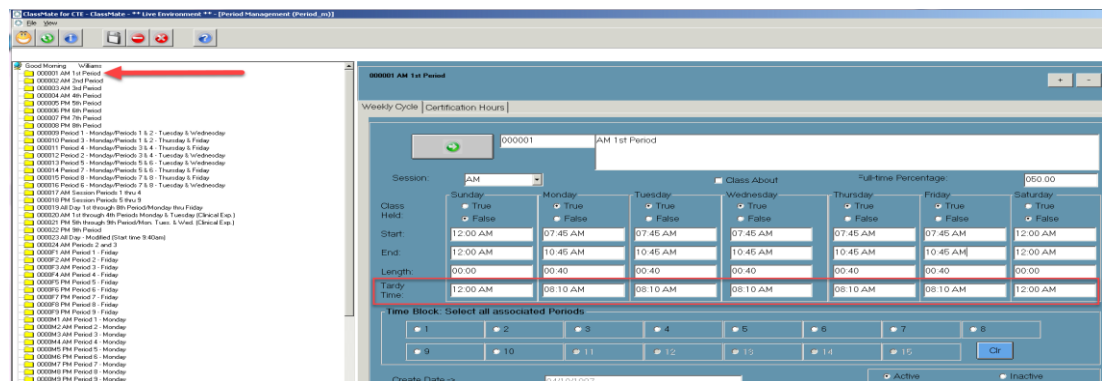 ClassMate for CTE - ClassMate - ** Live Environment ** - [Period Management (Period_m)]
File View
Good Morning Williams
000001 AM 1st Period
000002 AM 2nd Period
000003 AM 3rd Period
000004 AM 4th Period
000005 PM 5th Period
000006 PM 6th Period
000007 PM 7th Period
000008 PM 8th Period
000009 Period 1 - Monday/Periods 1 & 2 - Tuesday & Wednesday
000010 Period 3 - Monday/Periods 1 & 2 - Thursday & Friday
000011 Period 4 - Monday/Periods 3 & 4 - Thursday & Friday
000012 Period 2 - Monday/Periods 3 & 4 - Tuesday & Wednesday
000013 Period 5 - Monday/Periods 5 & 6 - Tuesday & Wednesday
000014 Period 7 - Monday/Periods 5 & 6 - Thursday & Friday
000015 Period 8 - Monday/Periods 7 & 8 - Thursday & Friday
000016 Period 6 - Monday/Periods 7 & 8 - Tuesday & Wednesday
000017 AM Session Periods 1 thru 4
000018 PM Session Periods 5 thru 9
000019 All Day 1st through 8th Period/Monday thru Friday
000020 AM 1st through 4th Periods Monday & Tuesday (Clinical Exp.)
000021 PM 5th through 9th Period/Mon. Tues. & Wed. (Clinical Exp.)
000022 PM 9th Period
000023 All Day - Modified (Start time 9:40am)
000024 AM Periods 2 and 3
0000F1 AM Period 1 - Friday
0000F2 AM Period 2 - Friday
0000F3 AM Period 3 - Friday
0000F4 AM Period 4 - Friday
0000F5 PM Period 5 - Friday
0000F6 PM Period 6 - Friday
0000F7 PM Period 7 - Friday
0000F8 PM Period 8 - Friday
0000F9 PM Period 9 - Friday
0000M1 AM Period 1 - Monday
0000M2 AM Period 2 - Monday
0000M3 AM Period 3 - Monday
0000M4 AM Period 4 - Monday
0000M5 PM Period 5 - Monday
0000M6 PM Period 6 - Monday
0000M7 PM Period 7 - Monday
0000M8 PM Period 8 - Monday
0000M9 PM Period 9 - Monday
000001 AM 1st Period
+ -
Weekly Cycle Certification Hours
000001 AM 1st Period
Session: AM Class About Full-time Percentage: 050.00
Sunday Monday Tuesday Wednesday Thursday Friday Saturday
Class Held: True True True True True True True
False False False False False False False
Start: 12:00 AM 07:45 AM 07:45 AM 07:45 AM 07:45 AM 07:45 AM 12:00 AM
End: 12:00 AM 10:45 AM 10:45 AM 10:45 AM 10:45 AM 10:45 AM 12:00 AM
Length: 00:00 00:40 00:40 00:40 00:40 00:40 00:00
Tardy Time: 12:00 AM 08:10 AM 08:10 AM 08:10 AM 08:10 AM 08:10 AM 12:00 AM
Time Block: Select all associated Periods
1 2 3 4 5 6 7 8
9 10 11 12 13 14 15 Clr
Create Date -> 04/10/1997 Active Inactive